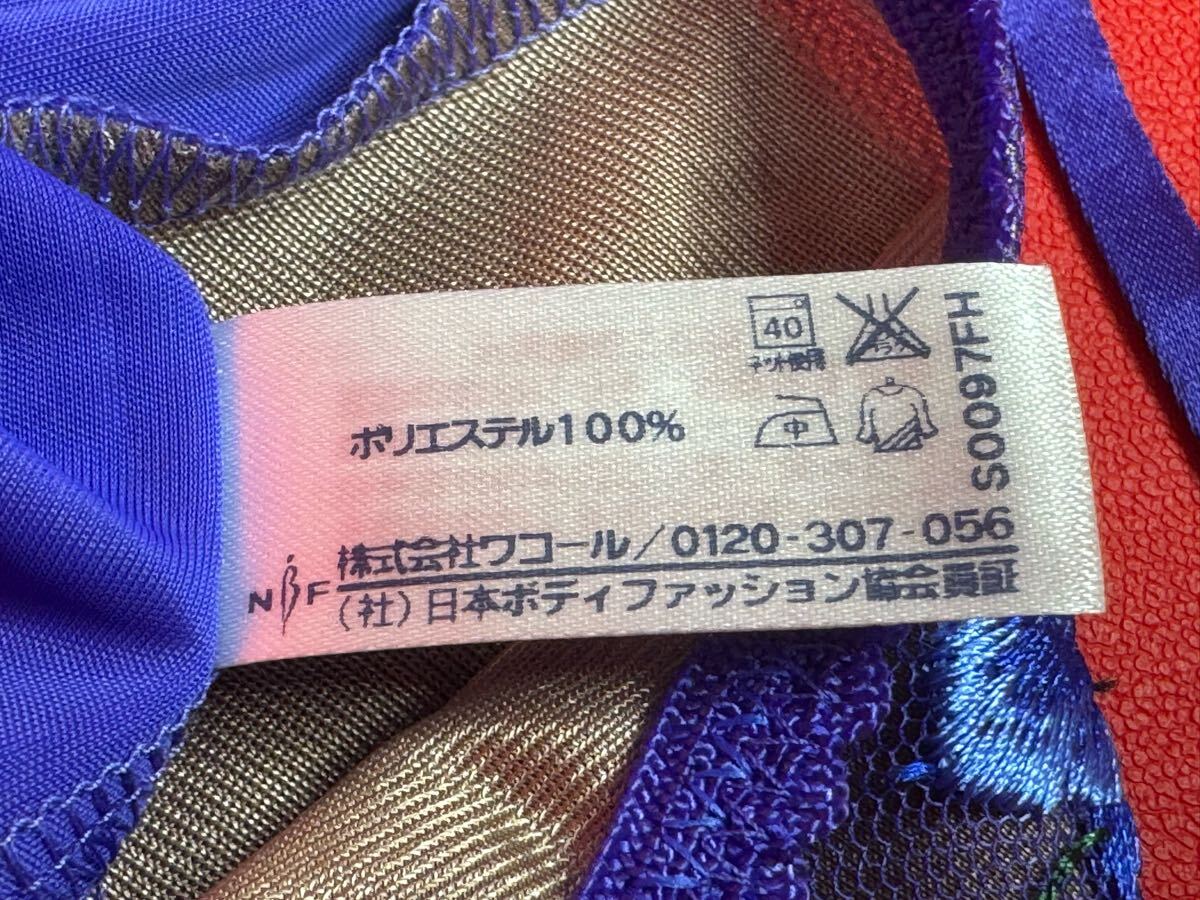 40
ネット使用
中
ポリエステル100%
S0097FH
株式会社ワコール/0120-307-056
NBF
(社)日本ボディファッション協会員証